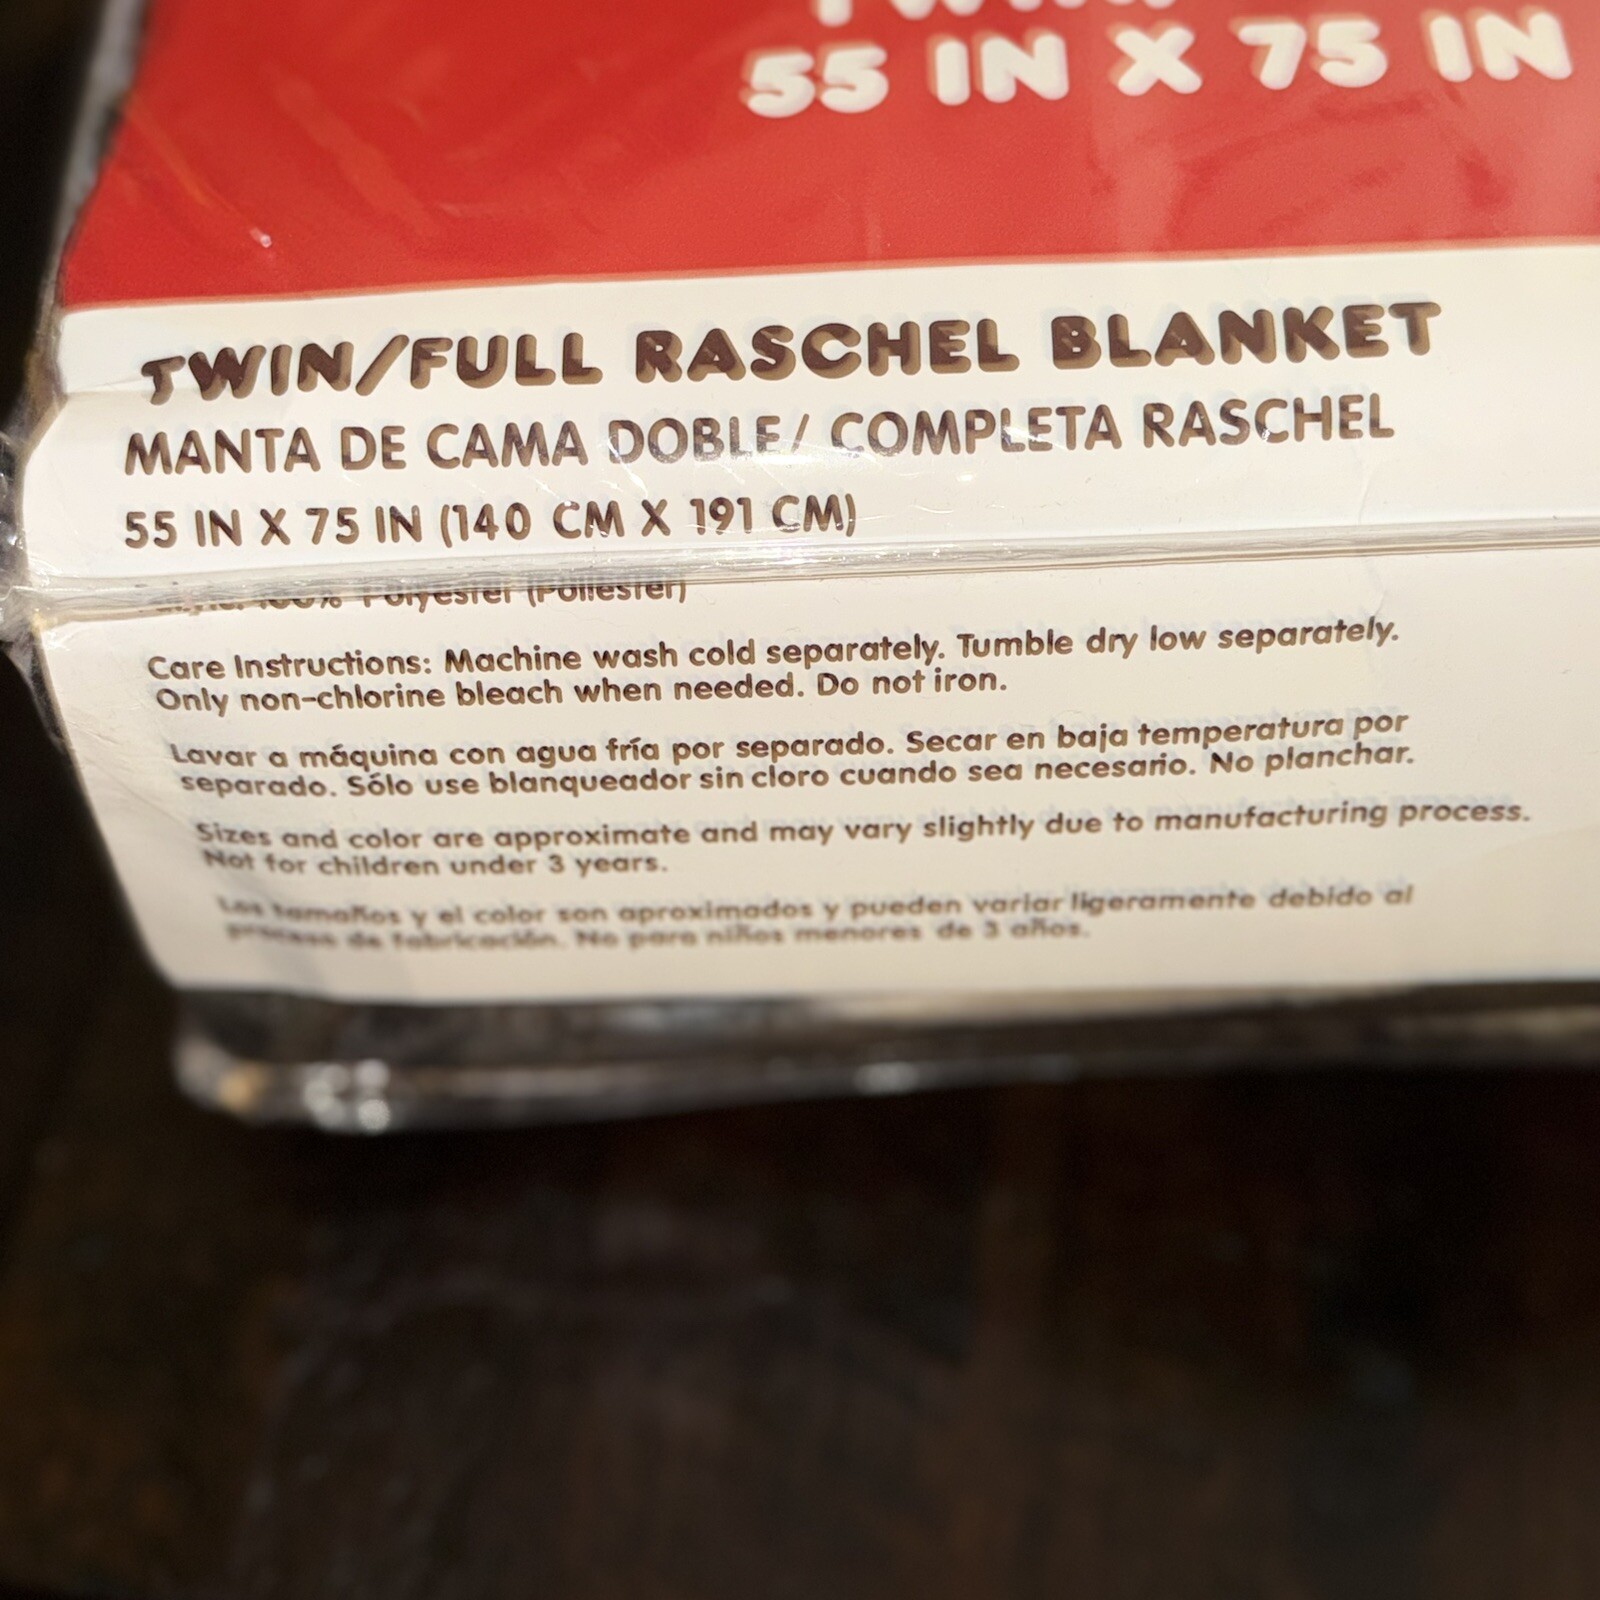 55 IN X 75 IN
TWIN/FULL RASCHEL BLANKET
MANTA DE CAMA DOBLE/ COMPLETA RASCHEL
55 IN X 75 IN (140 CM X 191 CM)
100% Polyester (Poliester)
Care Instructions: Machine wash cold separately. Tumble dry low separately.
Only non-chlorine bleach when needed. Do not iron.
Lavar a máquina con agua fría por separado. Secar en baja temperatura por
separado. Sólo use blanqueador sin cloro cuando sea necesario. No planchar.
Sizes and color are approximate and may vary slightly due to manufacturing process.
Not for children under 3 years.
Los tamaños y el color son aproximados y pueden variar ligeramente debido al
proceso de fabricación. No para niños menores de 3 años.